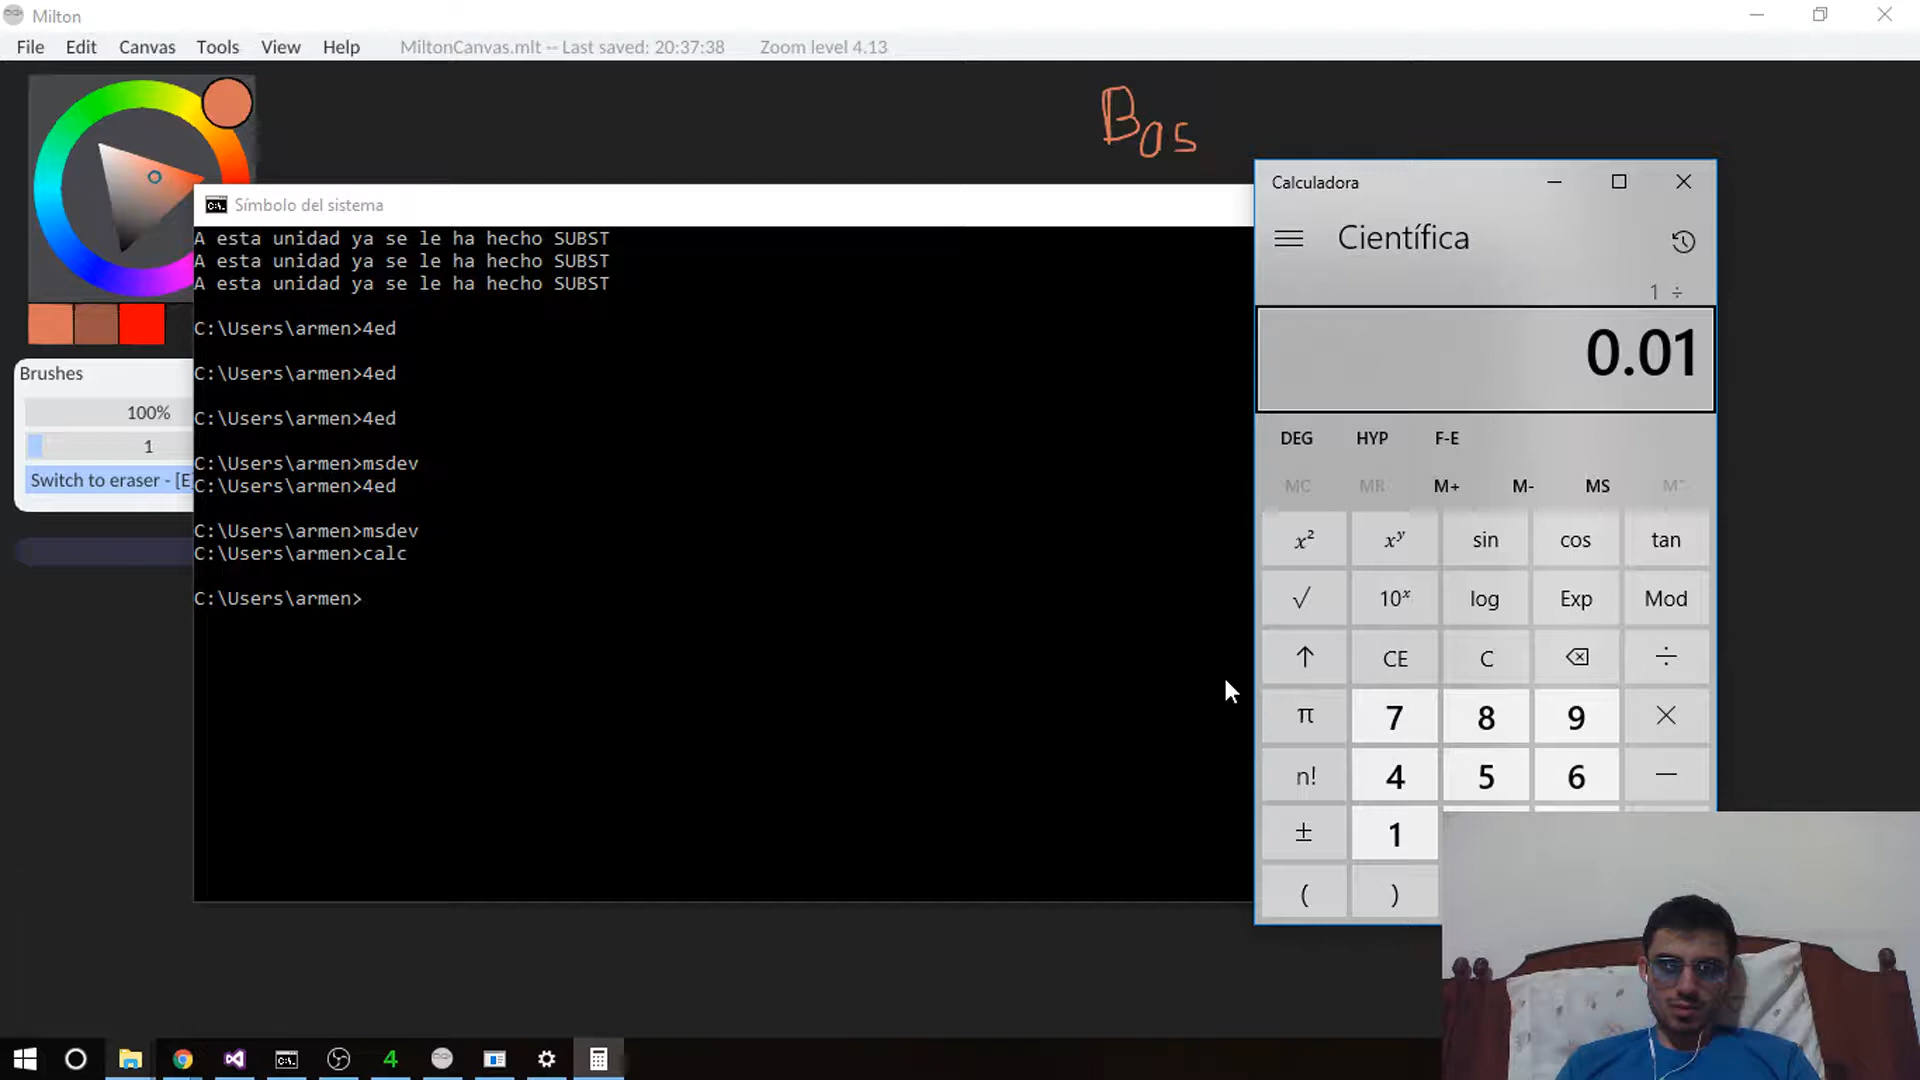 Milton
File Edit Canvas Tools View Help MiltonCanvas.mlt -- Last saved: 20:37:38 Zoom level 4.13
Bas
Símbolo del sistema
A esta unidad ya se le ha hecho SUBST
A esta unidad ya se le ha hecho SUBST
A esta unidad ya se le ha hecho SUBST
C:\Users\armen>4ed
C:\Users\armen>4ed
C:\Users\armen>4ed
C:\Users\armen>msdev
C:\Users\armen>4ed
C:\Users\armen>msdev
C:\Users\armen>calc
C:\Users\armen>
Brushes
100%
1
Switch to eraser - [E
Calculadora
Científica
1 ÷
0.01
DEG HYP F-E
MC MR M+ M- MS
x² xʸ sin cos tan
√ 10ˣ log Exp Mod
↑ CE C ÷
π 7 8 9 ×
n! 4 5 6 −
± 1
( )
4